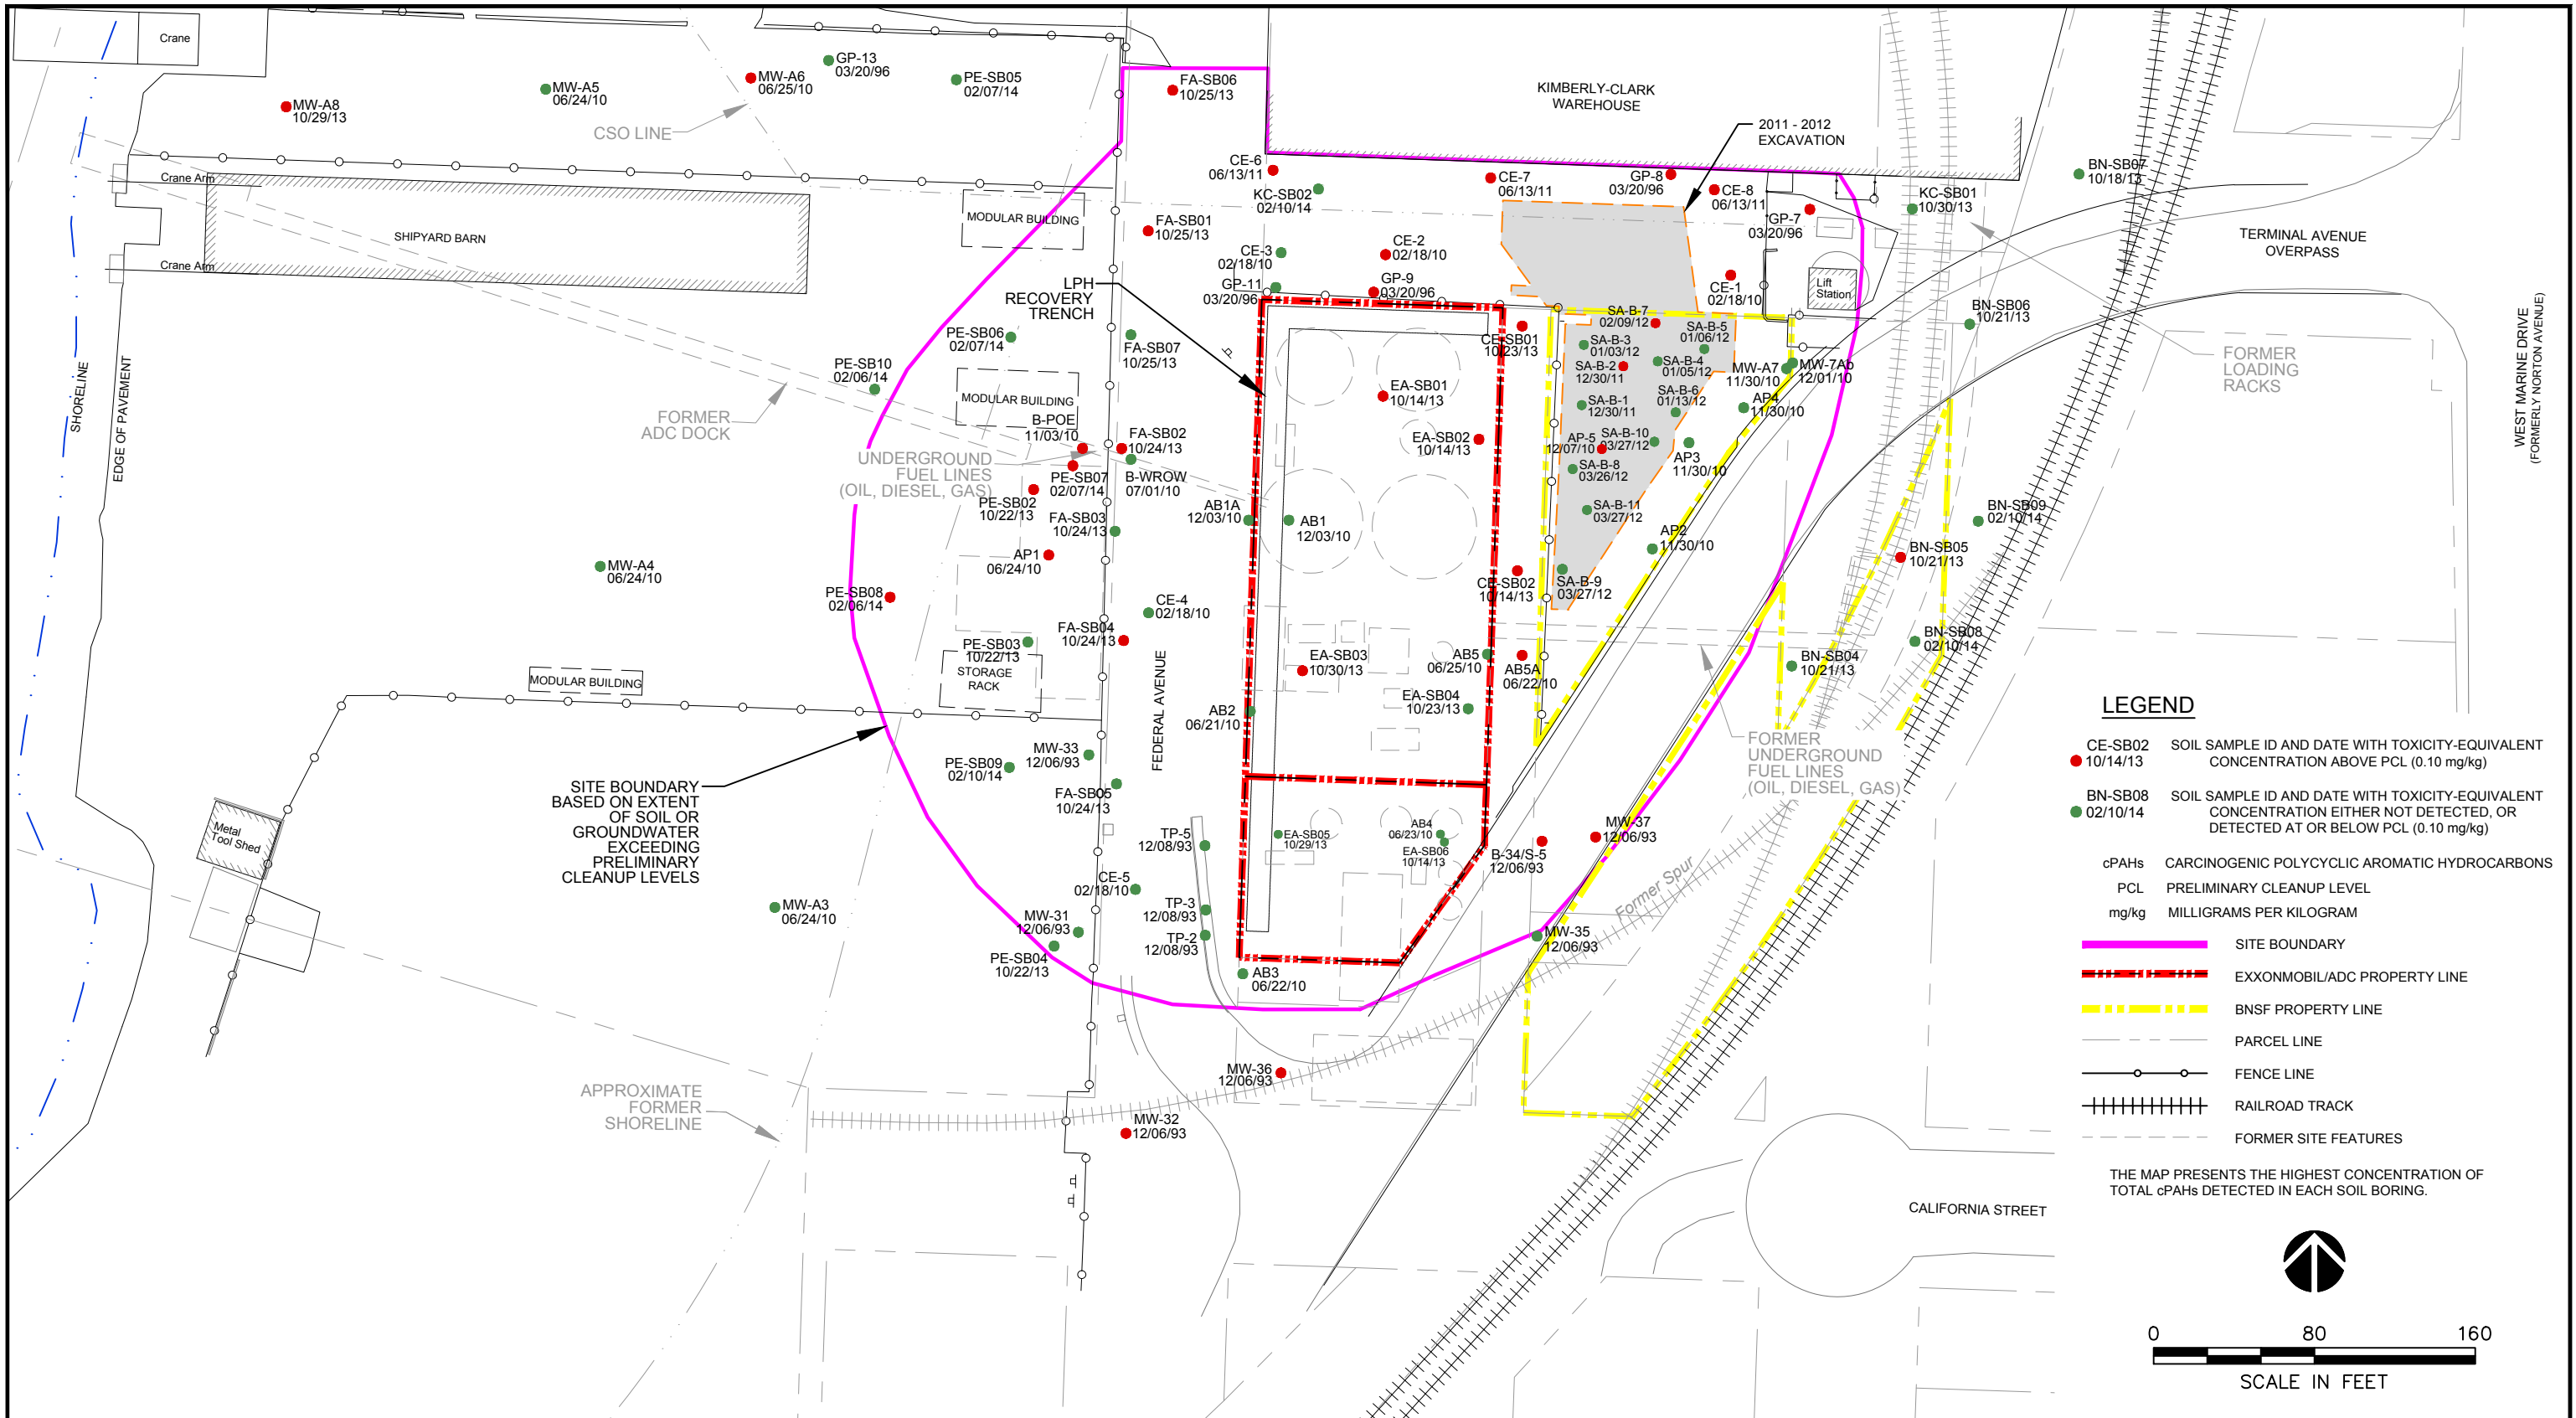 Crane
MW-A8
10/29/13
MW-A5
06/24/10
MW-A6
06/25/10
GP-13
03/20/96
PE-SB05
02/07/14
CSO LINE
FA-SB06
10/25/13
KIMBERLY-CLARK
WAREHOUSE
2011 - 2012
EXCAVATION
Crane Arm
SHIPYARD BARN
Crane Arm
MODULAR BUILDING
CE-6
06/13/11
KC-SB02
02/10/14
CE-7
06/13/11
GP-8
03/20/96
CE-8
06/13/11
GP-7
03/20/96
KC-SB01
10/30/13
BN-SB07
10/18/13
TERMINAL AVENUE
OVERPASS
FA-SB01
10/25/13
CE-3
02/18/10
GP-11
03/20/96
CE-2
02/18/10
GP-9
03/20/96
CE-1
02/18/10
Lift
Station
LPH
RECOVERY
TRENCH
BN-SB06
10/21/13
WEST MARINE DRIVE
(FORMERLY NORTON AVENUE)
FORMER
LOADING
RACKS
SHORELINE
EDGE OF PAVEMENT
PE-SB06
02/07/14
PE-SB10
02/06/14
FA-SB07
10/25/13
MODULAR BUILDING
FORMER
ADC DOCK
CE-SB01
10/23/13
SA-B-7
02/09/12
SA-B-5
01/06/12
SA-B-3
01/03/12
SA-B-4
01/05/12
SA-B-2
12/30/11
SA-B-6
01/13/12
SA-B-1
12/30/11
MW-A7
11/30/10
MW-7Ab
12/01/10
AP4
11/30/10
EA-SB01
10/14/13
EA-SB02
10/14/13
AP-5
12/07/10
SA-B-10
03/27/12
AP3
11/30/10
SA-B-8
03/26/12
SA-B-11
03/27/12
B-POE
11/03/10
FA-SB02
10/24/13
UNDERGROUND
FUEL LINES
(OIL, DIESEL, GAS)
PE-SB07
02/07/14
B-WROW
07/01/10
PE-SB02
10/22/13
FA-SB03
10/24/13
AB1A
12/03/10
AB1
12/03/10
AP2
11/30/10
BN-SB09
02/10/14
BN-SB05
10/21/13
MW-A4
06/24/10
AP1
06/24/10
PE-SB08
02/06/14
CE-4
02/18/10
CE-SB02
10/14/13
SA-B-9
03/27/12
PE-SB03
10/22/13
FA-SB04
10/24/13
FEDERAL AVENUE
EA-SB03
10/30/13
AB5
06/25/10
AB5A
06/22/10
BN-SB04
10/21/13
BN-SB08
02/10/14
MODULAR BUILDING
STORAGE
RACK
AB2
06/21/10
EA-SB04
10/23/13
FORMER
UNDERGROUND
FUEL LINES
(OIL, DIESEL, GAS)
PE-SB09
02/10/14
MW-33
12/06/93
FA-SB05
10/24/13
SITE BOUNDARY
BASED ON EXTENT
OF SOIL OR
GROUNDWATER
EXCEEDING
PRELIMINARY
CLEANUP LEVELS
Metal
Tool Shed
TP-5
12/08/93
EA-SB05
10/29/13
AB4
06/23/10
EA-SB06
10/14/13
B-34/S-5
12/06/93
MW-37
12/06/93
Former Spur
MW-A3
06/24/10
CE-5
02/18/10
MW-31
12/06/93
TP-3
12/08/93
TP-2
12/08/93
PE-SB04
10/22/13
AB3
06/22/10
MW-35
12/06/93
MW-36
12/06/93
APPROXIMATE
FORMER
SHORELINE
MW-32
12/06/93
CALIFORNIA STREET
LEGEND
CE-SB02
10/14/13
SOIL SAMPLE ID AND DATE WITH TOXICITY-EQUIVALENT
CONCENTRATION ABOVE PCL (0.10 mg/kg)
BN-SB08
02/10/14
SOIL SAMPLE ID AND DATE WITH TOXICITY-EQUIVALENT
CONCENTRATION EITHER NOT DETECTED, OR
DETECTED AT OR BELOW PCL (0.10 mg/kg)
cPAHs CARCINOGENIC POLYCYCLIC AROMATIC HYDROCARBONS
PCL PRELIMINARY CLEANUP LEVEL
mg/kg MILLIGRAMS PER KILOGRAM
SITE BOUNDARY
EXXONMOBIL/ADC PROPERTY LINE
BNSF PROPERTY LINE
PARCEL LINE
FENCE LINE
RAILROAD TRACK
FORMER SITE FEATURES
THE MAP PRESENTS THE HIGHEST CONCENTRATION OF
TOTAL cPAHs DETECTED IN EACH SOIL BORING.
0 80 160
SCALE IN FEET